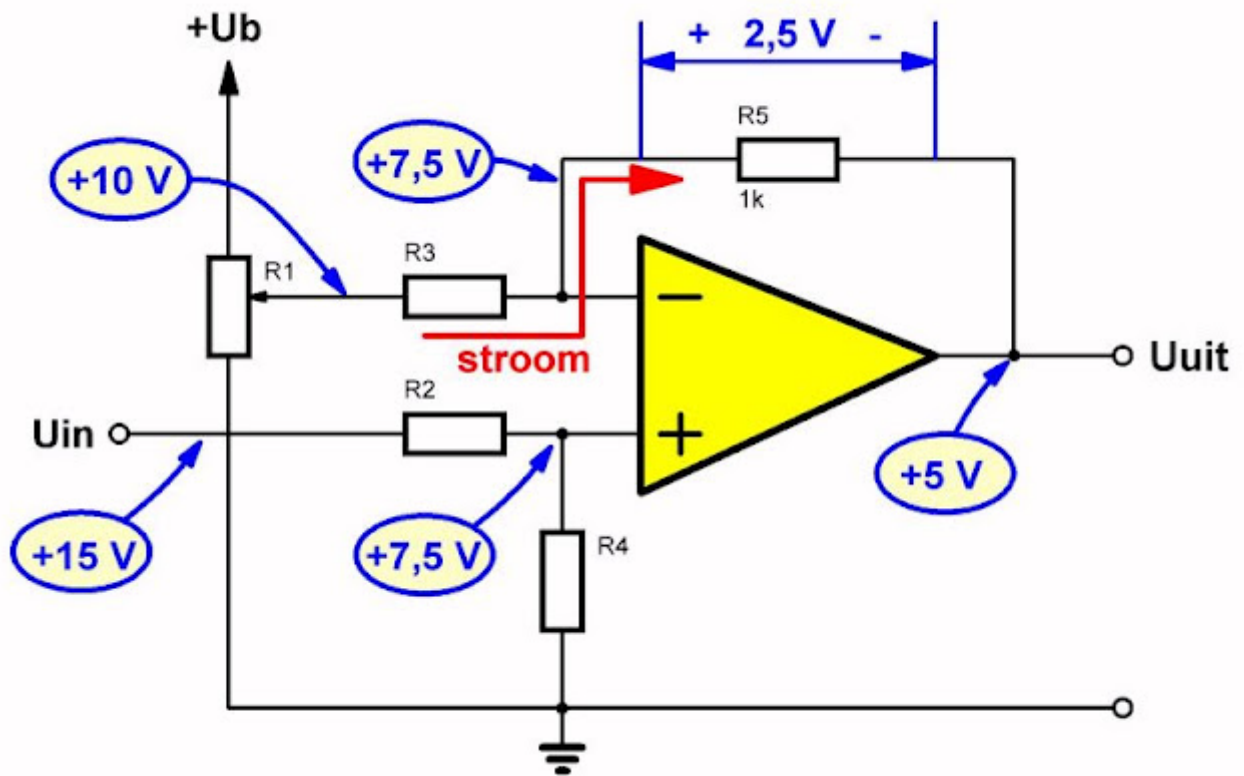 +Ub
+ 2,5 V -
R5
1k
+7,5 V
+10 V
R3
R1
−
stroom
R2
Uuit
Uin
+
+5 V
+15 V
+7,5 V
R4